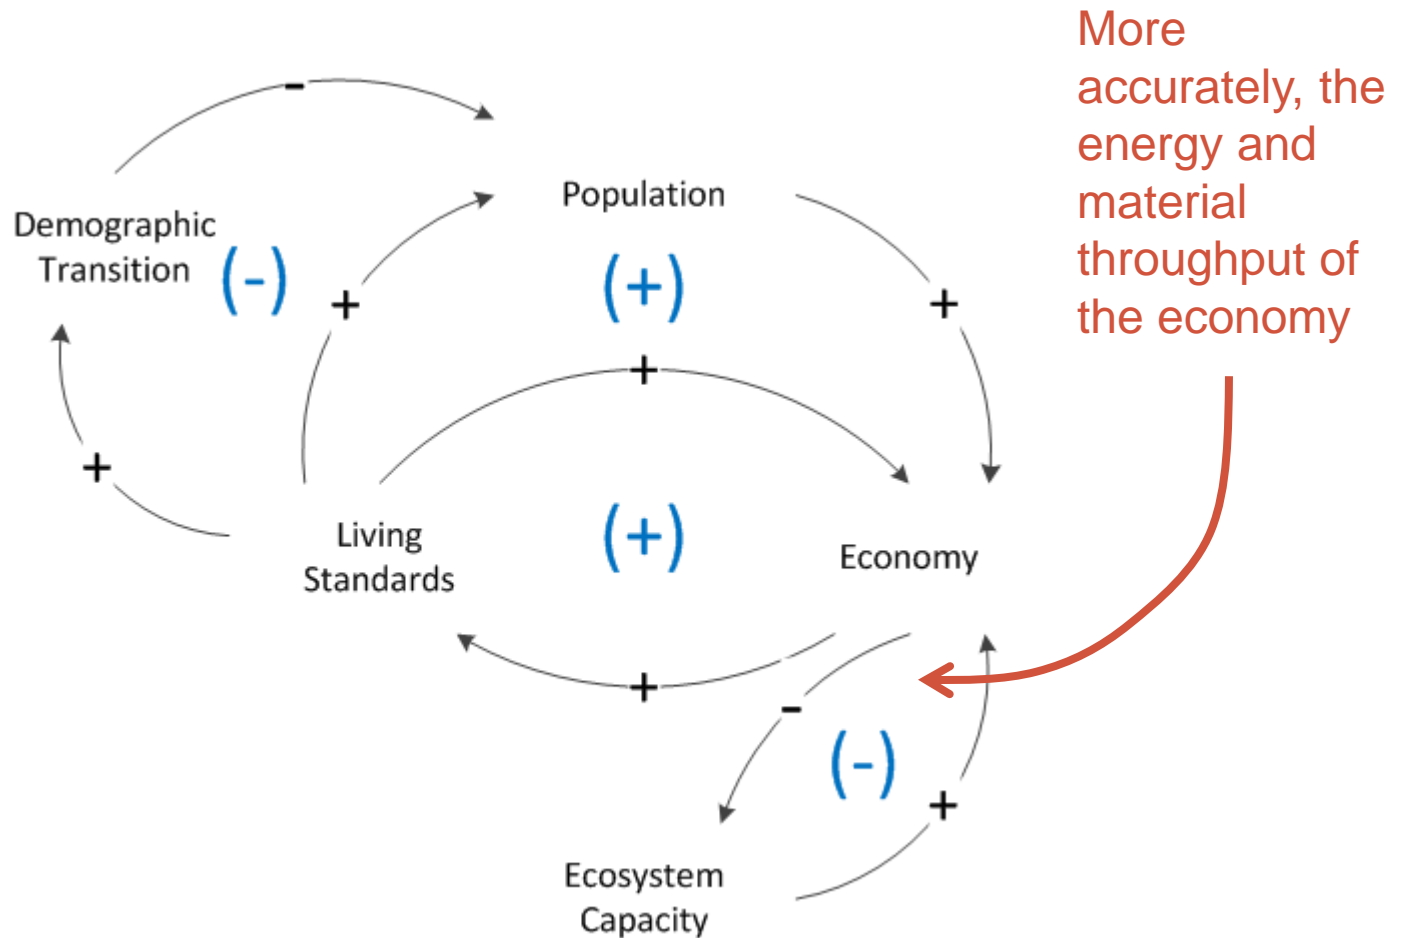 More
accurately, the
energy and
material
throughput of
the economy
-
Population
Demographic
Transition
(-)
(+)
+
+
+
+
Living
Standards
(+)
Economy
+
-
(-)
+
Ecosystem
Capacity